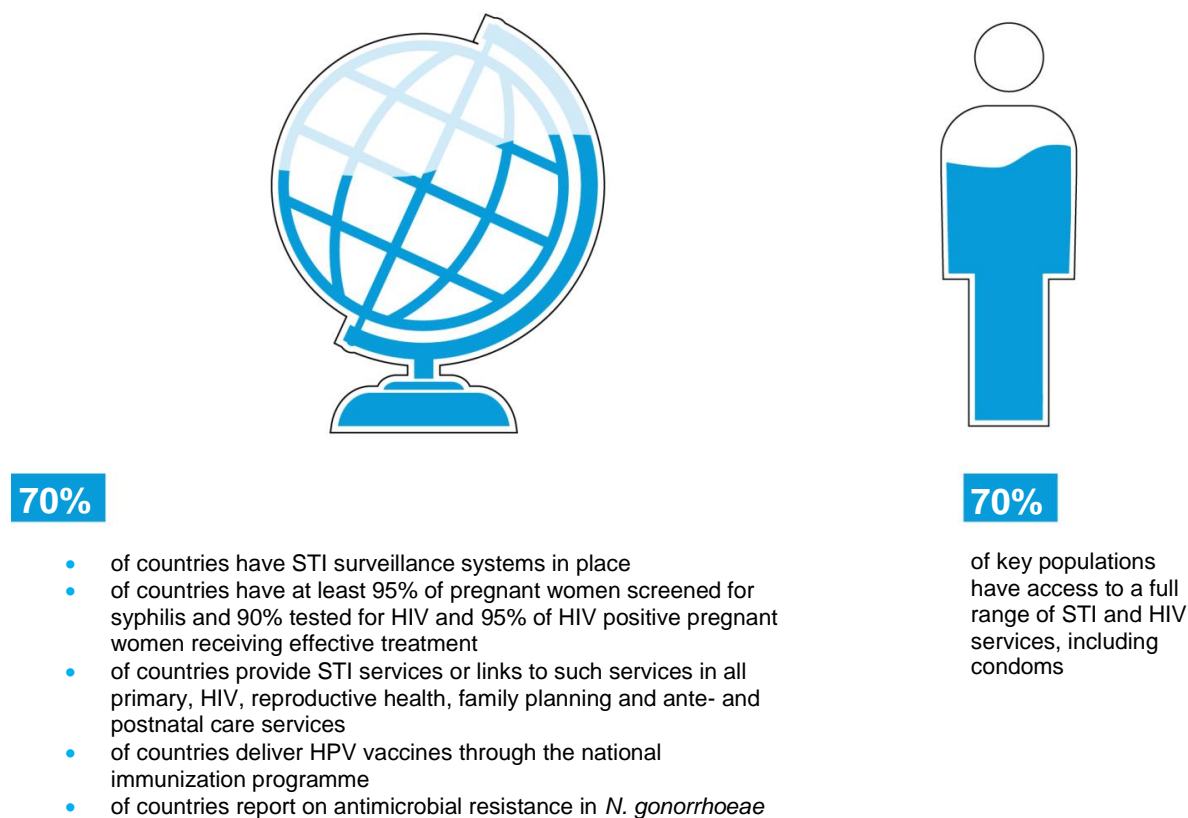 70%
• of countries have STI surveillance systems in place
• of countries have at least 95% of pregnant women screened for
syphilis and 90% tested for HIV and 95% of HIV positive pregnant
women receiving effective treatment
• of countries provide STI services or links to such services in all
primary, HIV, reproductive health, family planning and ante- and
postnatal care services
• of countries deliver HPV vaccines through the national
immunization programme
• of countries report on antimicrobial resistance in N. gonorrhoeae
70%
of key populations
have access to a full
range of STI and HIV
services, including
condoms